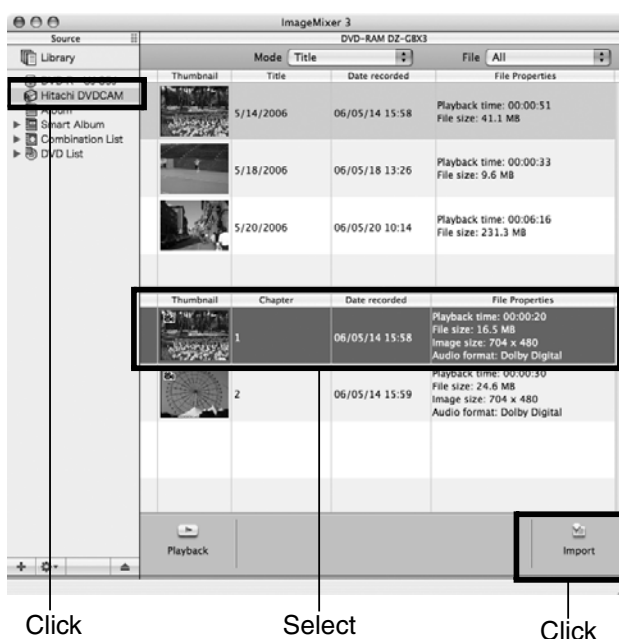 ImageMixer 3
Source
DVD-RAM DZ-GBX3
Library
Mode Title
File All
Hitachi DVDCAM
Album
Smart Album
Combination List
DVD List
Thumbnail Title Date recorded File Properties
5/14/2006 06/05/14 15:58 Playback time: 00:00:51
File size: 41.1 MB
5/18/2006 06/05/18 13:26 Playback time: 00:00:33
File size: 9.6 MB
5/20/2006 06/05/20 10:14 Playback time: 00:06:16
File size: 231.3 MB
Thumbnail Chapter Date recorded File Properties
1 06/05/14 15:58 Playback time: 00:00:20
File size: 16.5 MB
Image size: 704 x 480
Audio format: Dolby Digital
2 06/05/14 15:59 Playback time: 00:00:30
File size: 24.6 MB
Image size: 704 x 480
Audio format: Dolby Digital
Playback
Import
Click
Select
Click